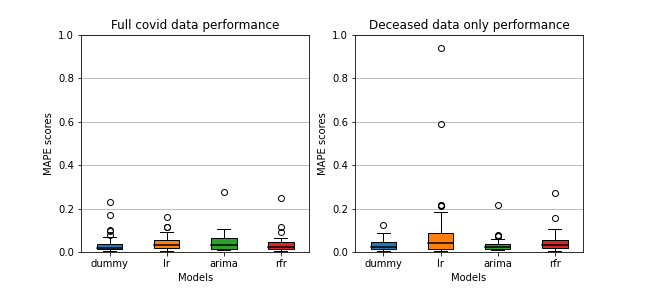 Full covid data performance
1.0
0.8
0.6
0.4
0.2
0.0
MAPE scores
dummy lr arima rfr
Models
Deceased data only performance
1.0
0.8
0.6
0.4
0.2
0.0
MAPE scores
dummy lr arima rfr
Models